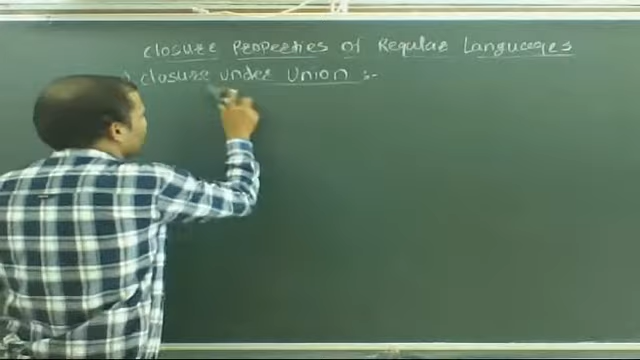 closure Properties of Regular Languages
closure under Union :-